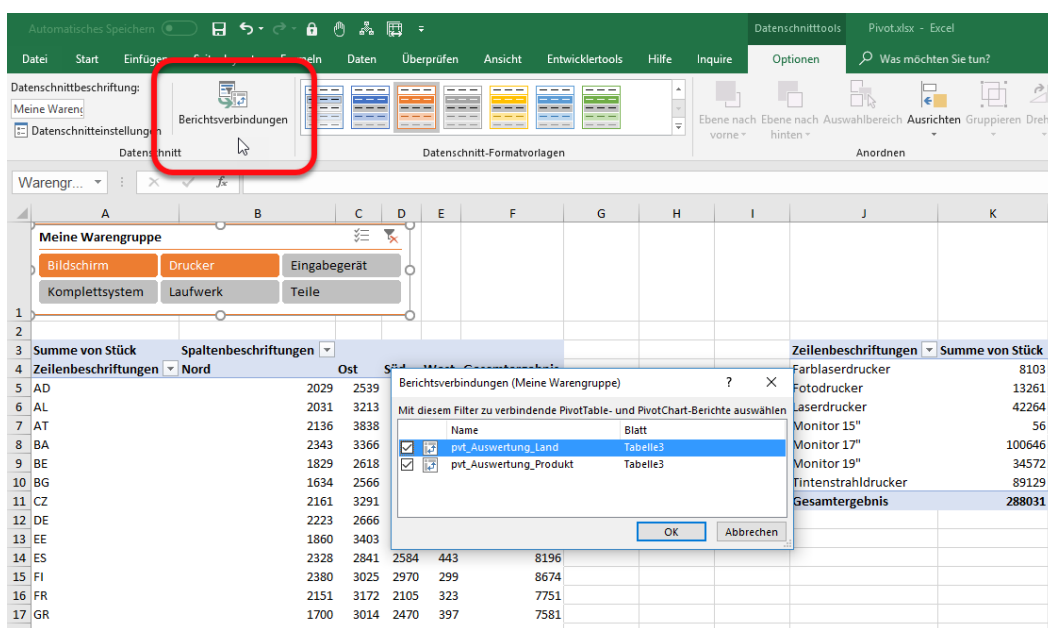 Automatisches Speichern Datenschnitttools Pivot.xlsx - Excel
Datei Start Einfügen Formeln Daten Überprüfen Ansicht Entwicklertools Hilfe Inquire Optionen Was möchten Sie tun?
Datenschnittbeschriftung:
Meine Wareng
Datenschnitteinstellungen
Berichtsverbindungen
Ebene nach vorne
Ebene nach hinten
Auswahlbereich
Ausrichten
Gruppieren
Datenschnitt
Datenschnitt-Formatvorlagen
Anordnen
Warengr... fx
A B C D E F G H I J K
Meine Warengruppe
Bildschirm Drucker Eingabegerät
Komplettsystem Laufwerk Teile
1
2
3 Summe von Stück Spaltenbeschriftungen Zeilenbeschriftungen Summe von Stück
4 Zeilenbeschriftungen Nord Ost Farblaserdrucker 8103
5 AD 2029 2539 Fotodrucker 13261
6 AL 2031 3213 Laserdrucker 42264
7 AT 2136 3838 Monitor 15" 56
8 BA 2343 3366 Monitor 17" 100646
9 BE 1829 2618 Monitor 19" 34572
10 BG 1634 2566 Tintenstrahldrucker 89129
11 CZ 2161 3291 Gesamtergebnis 288031
12 DE 2223 2666
13 EE 1860 3403
14 ES 2328 2841 2584 443 8196
15 FI 2380 3025 2970 299 8674
16 FR 2151 3172 2105 323 7751
17 GR 1700 3014 2470 397 7581
Berichtsverbindungen (Meine Warengruppe) ?
Mit diesem Filter zu verbindende PivotTable- und PivotChart-Berichte auswählen
Name Blatt
pvt_Auswertung_Land Tabelle3
pvt_Auswertung_Produkt Tabelle3
OK Abbrechen